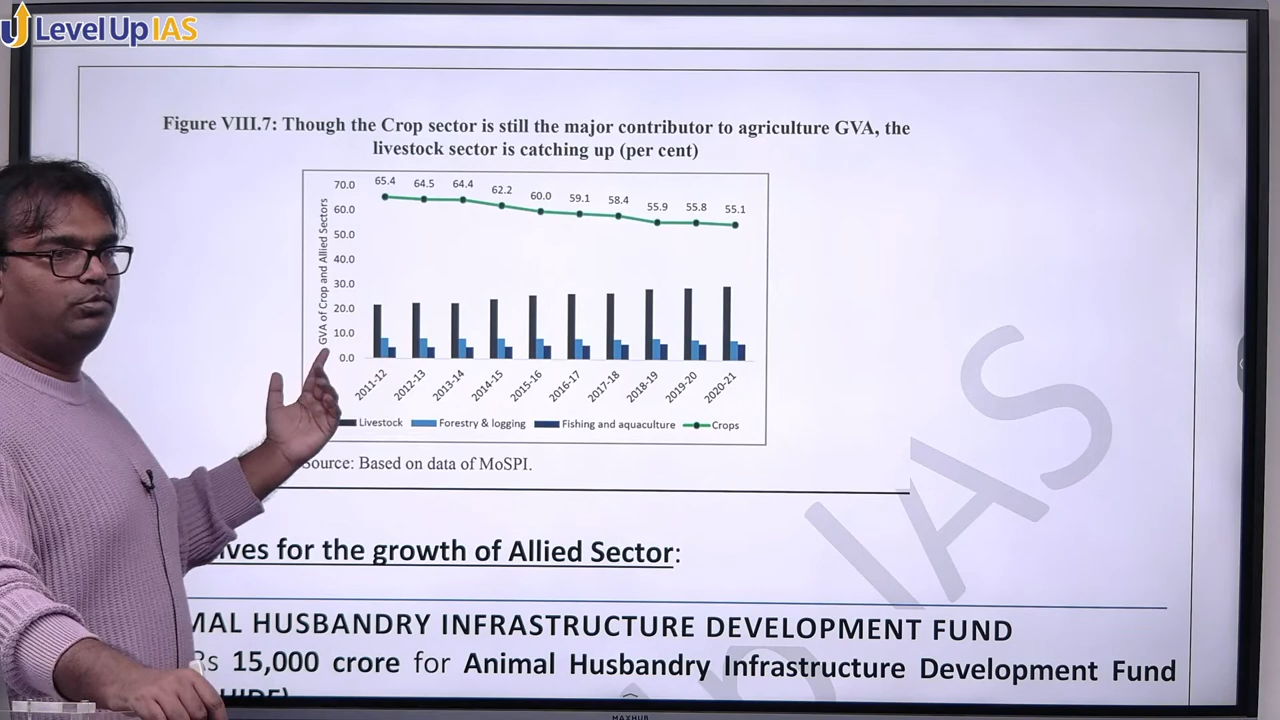 Level Up IAS
Figure VIII.7: Though the Crop sector is still the major contributor to agriculture GVA, the
livestock sector is catching up (per cent)
GVA of Crop and Allied Sectors
70.0
60.0
50.0
40.0
30.0
20.0
10.0
0.0
65.4 64.5 64.4 62.2 60.0 59.1 58.4 55.9 55.8 55.1
2011-12 2012-13 2013-14 2014-15 2015-16 2016-17 2017-18 2018-19 2019-20 2020-21
Livestock Forestry & logging Fishing and aquaculture Crops
Source: Based on data of MoSPI.
ives for the growth of Allied Sector:
MAL HUSBANDRY INFRASTRUCTURE DEVELOPMENT FUND
Rs 15,000 crore for Animal Husbandry Infrastructure Development Fund
IAS
MAXHUB